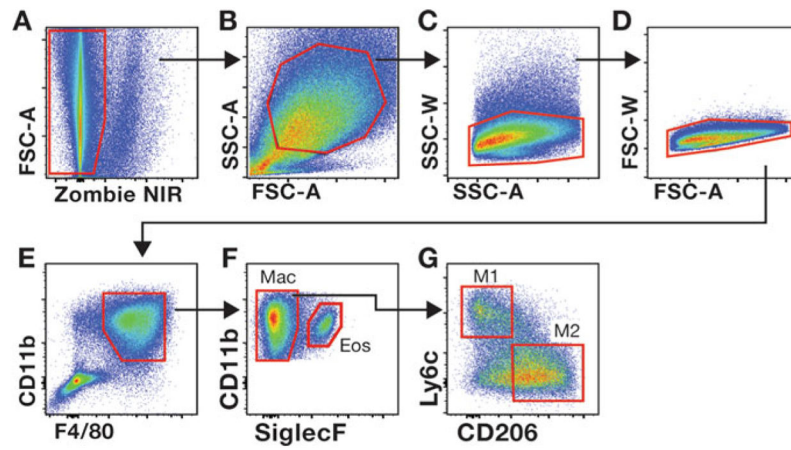 A
FSC-A
Zombie NIR
B
SSC-A
FSC-A
C
SSC-W
SSC-A
D
FSC-W
FSC-A
E
CD11b
F4/80
F
Mac
Eos
CD11b
SiglecF
G
M1
M2
Ly6c
CD206